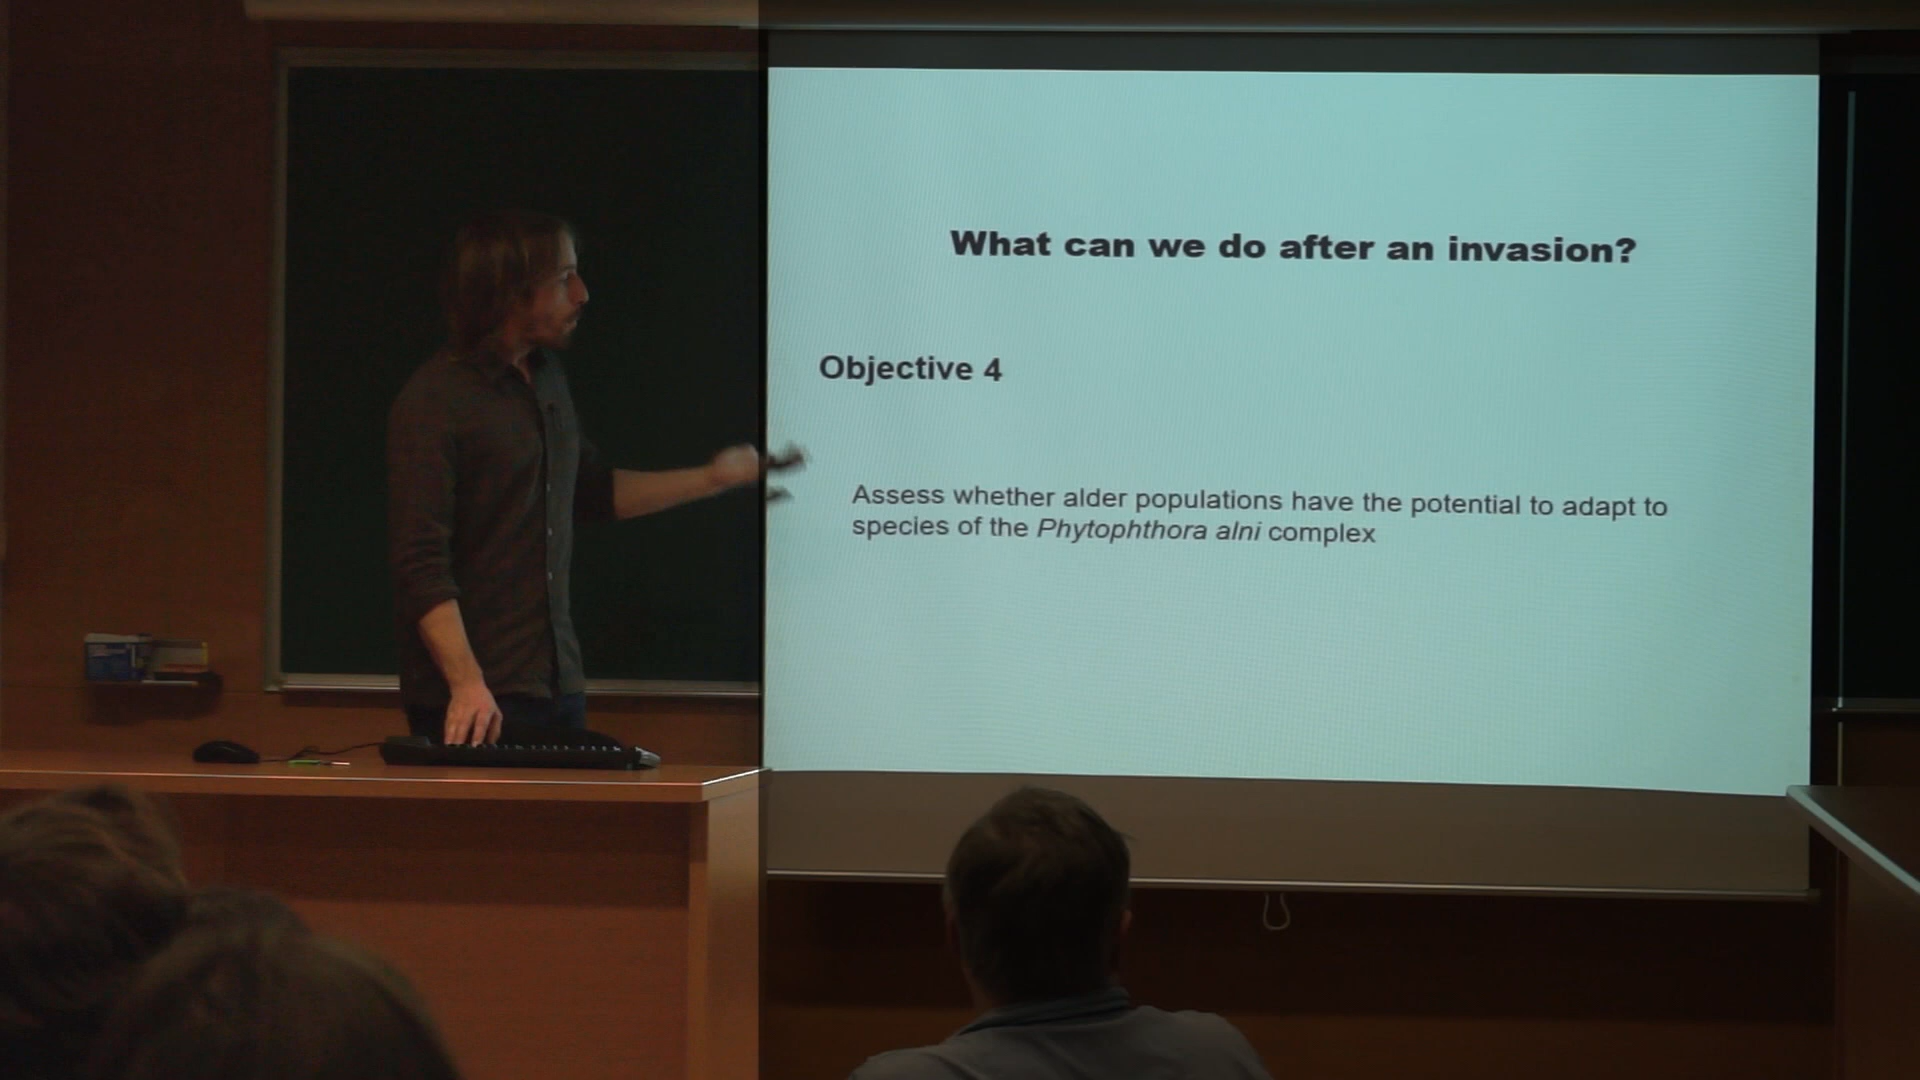 What can we do after an invasion?
Objective 4
Assess whether alder populations have the potential to adapt to
species of the Phytophthora alni complex